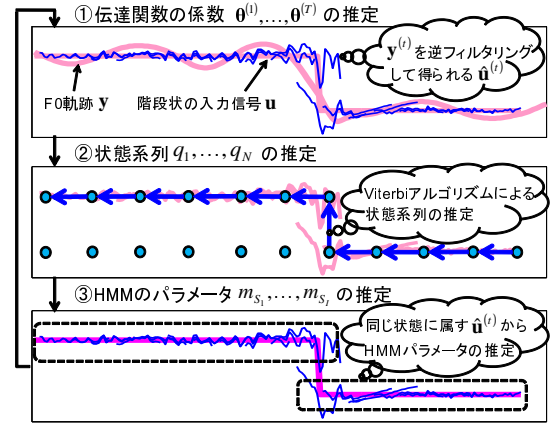 ①伝達関数の係数 θ^(1),…,θ^(T) の推定
y^(t)を逆フィルタリング
して得られる û^(t)
F0軌跡 y
階段状の入力信号 u
②状態系列 q_1,…,q_N の推定
Viterbiアルゴリズムによる
状態系列の推定
③HMMのパラメータ m_{S_1},…,m_{S_I} の推定
同じ状態に属す û^(t)から
HMMパラメータの推定